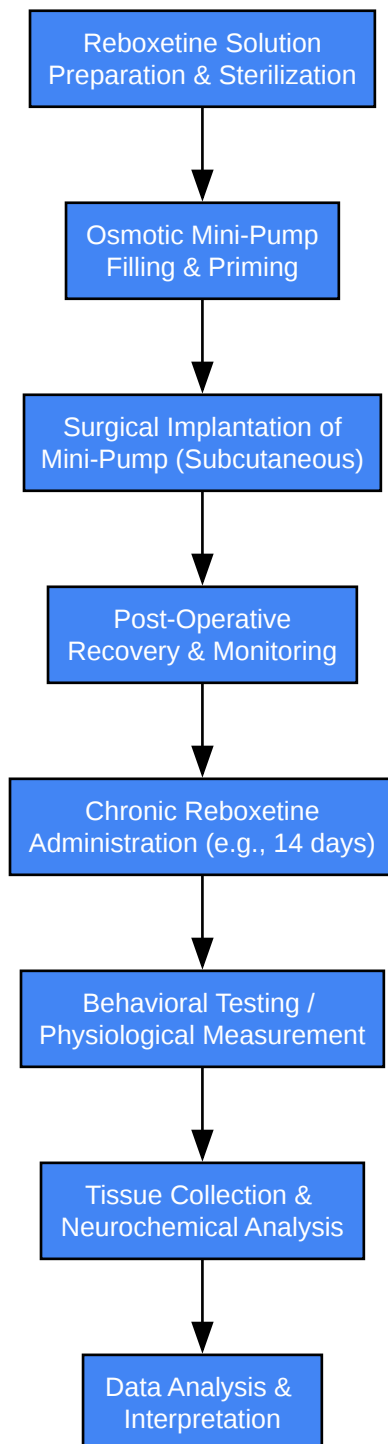 Reboxetine Solution
Preparation & Sterilization
Osmotic Mini-Pump
Filling & Priming
Surgical Implantation of
Mini-Pump (Subcutaneous)
Post-Operative
Recovery & Monitoring
Chronic Reboxetine
Administration (e.g., 14 days)
Behavioral Testing /
Physiological Measurement
Tissue Collection &
Neurochemical Analysis
Data Analysis &
Interpretation